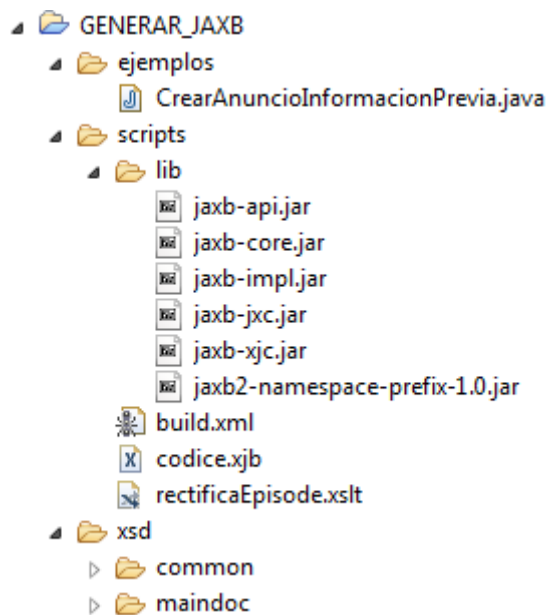 GENERAR_JAXB
ejemplos
CrearAnuncioInformacionPrevia.java
scripts
lib
jaxb-api.jar
jaxb-core.jar
jaxb-impl.jar
jaxb-jxc.jar
jaxb-xjc.jar
jaxb2-namespace-prefix-1.0.jar
build.xml
codice.xjb
rectificaEpisode.xslt
xsd
common
maindoc